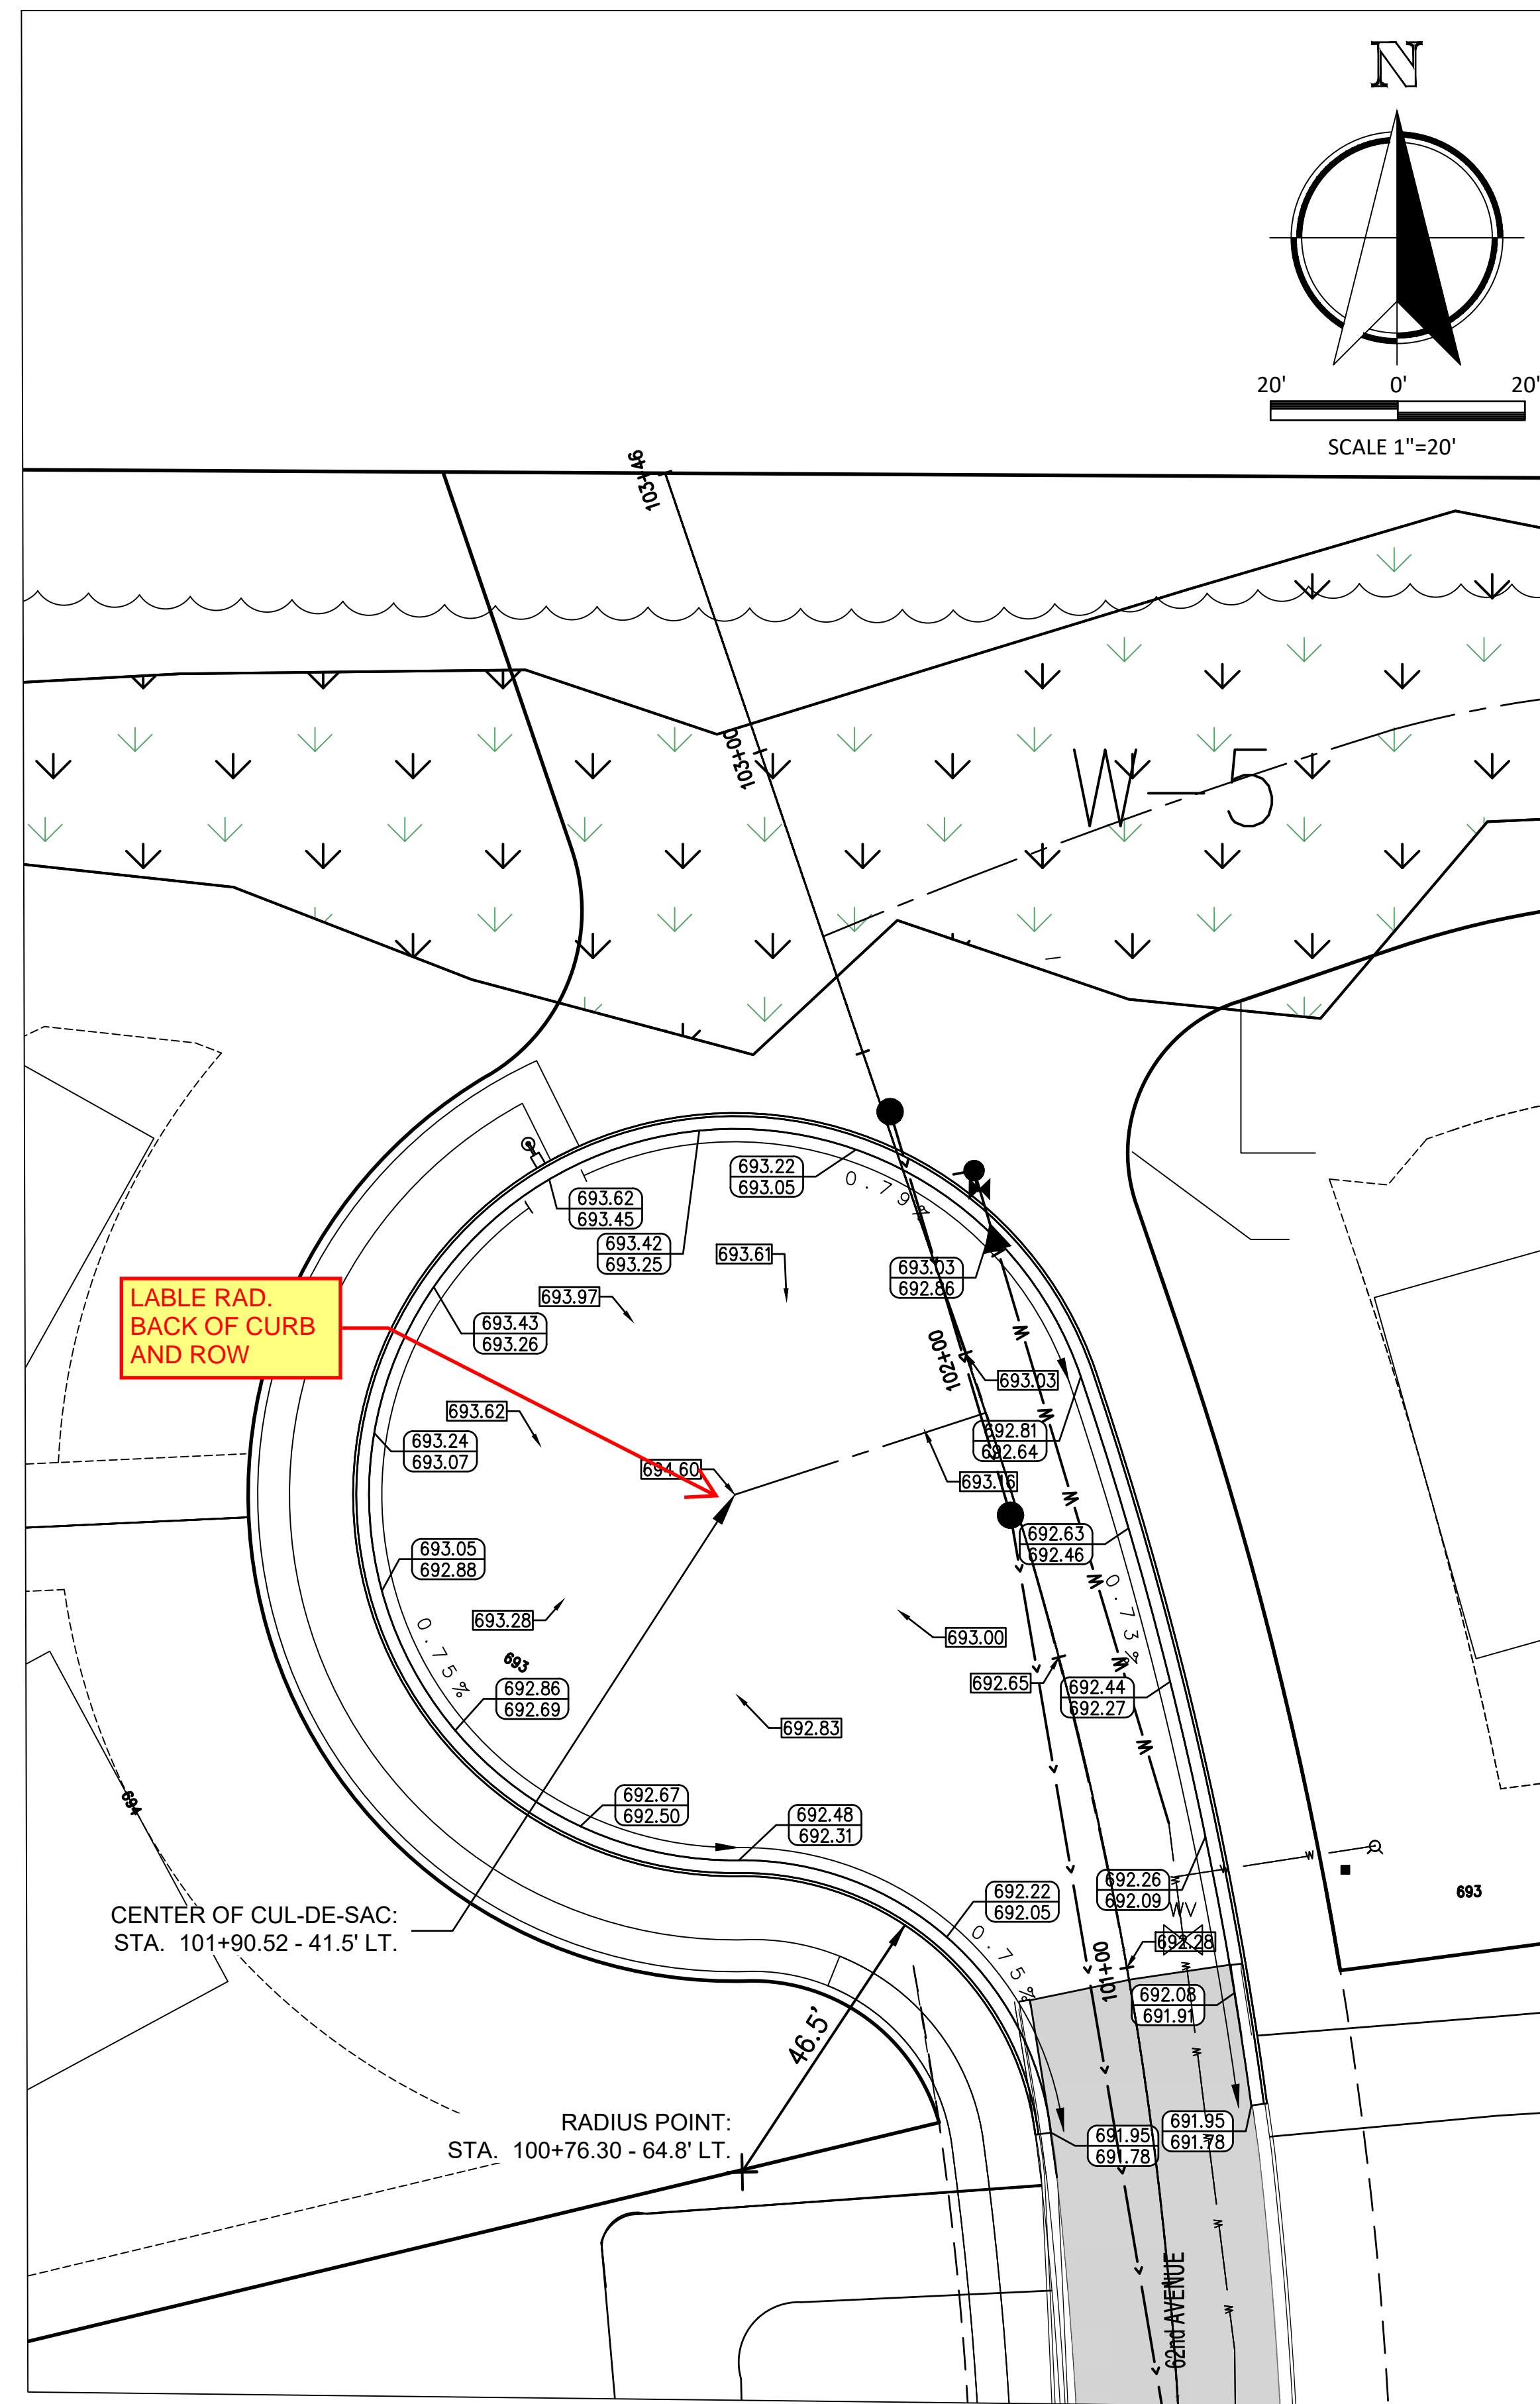 N
20' 0' 20'
SCALE 1"=20'
103+46
103+00
W-5
693.22
693.05
0.79%
693.62
693.45
693.42
693.25
693.61
693.03
692.86
693.97
LABLE RAD.
BACK OF CURB
AND ROW
693.43
693.26
102+00
W
693.03
693.62
W
692.81
692.64
693.24
693.07
694.60
693.16
W
692.63
692.46
693.05
692.88
W
0.73%
693.28
693.00
0.75%
693
W
692.65
692.44
692.27
692.86
692.69
692.83
W
694
692.67
692.50
692.48
692.31
W
W
692.26
692.09
693
692.22
692.05
WV
CENTER OF CUL-DE-SAC:
STA. 101+90.52 - 41.5' LT.
0.75%
692.28
101+00
W
692.08
691.91
46.5'
W
RADIUS POINT:
STA. 100+76.30 - 64.8' LT.
691.95
691.78
691.95
691.78
W
W
W
62nd AVENUE